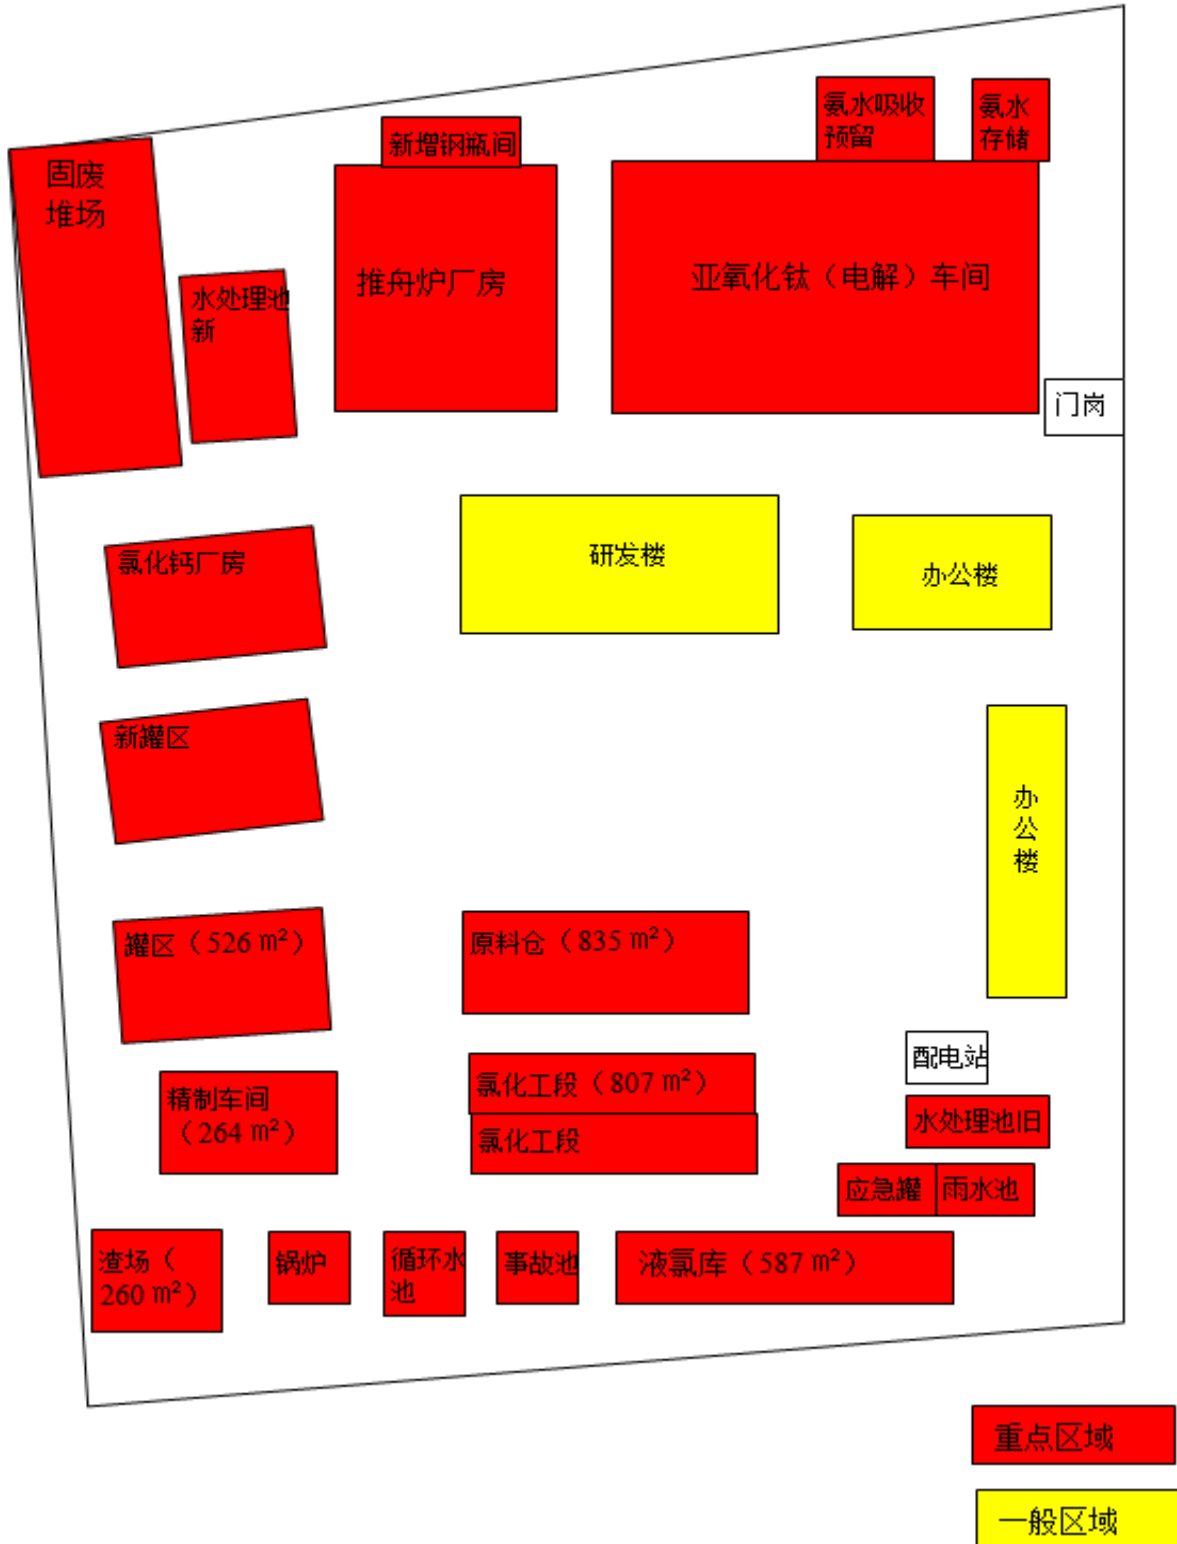 氨水吸收
预留
氨水
存储
新增钢瓶间
固废
堆场
水处理池
新
推舟炉厂房
亚氧化钛（电解）车间
门岗
氯化钙厂房
研发楼
办公楼
新罐区
办
公
楼
罐区（526 m²）
原料仓（835 m²）
配电站
精制车间
（264 m²）
氯化工段（807 m²）
氯化工段
水处理池旧
应急罐
雨水池
渣场（
260 m²）
锅炉
循环水
池
事故池
液氯库（587 m²）
重点区域
一般区域